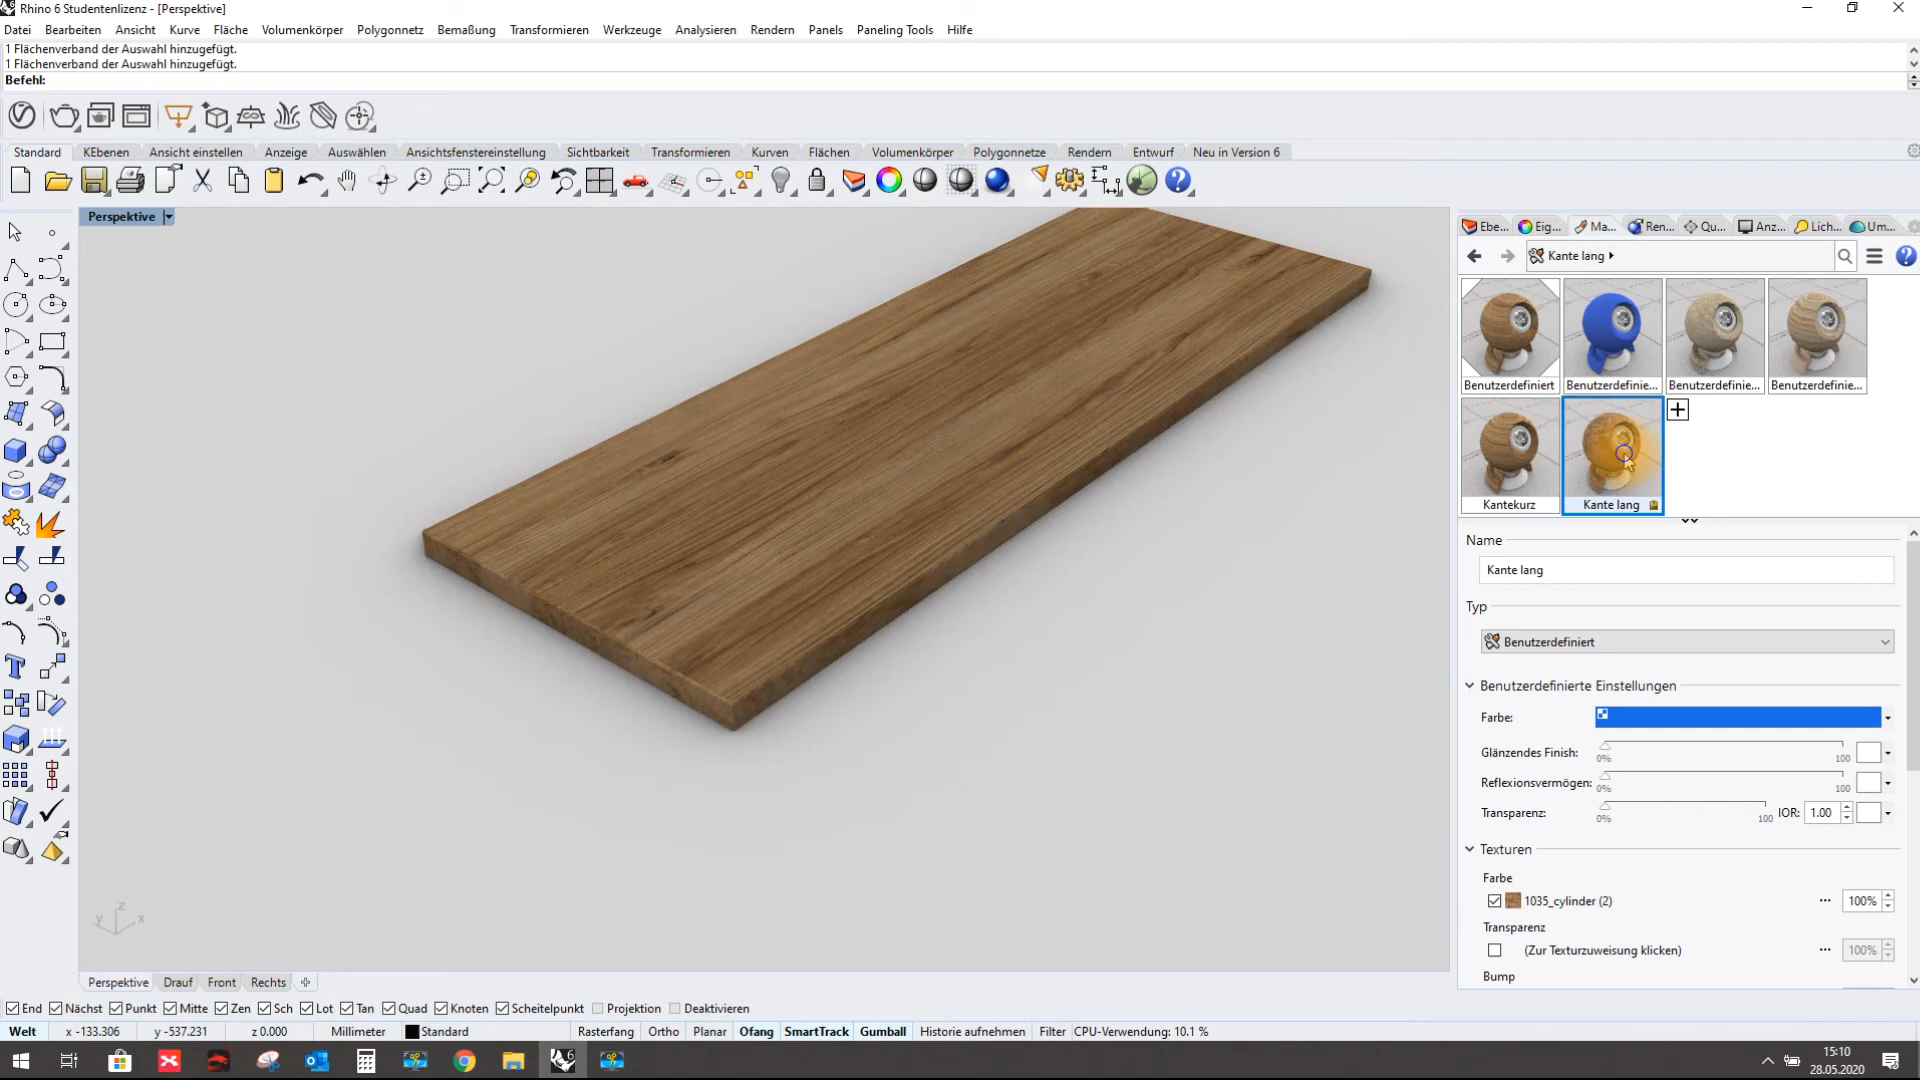 Rhino 6 Studentenlizenz - [Perspektive]
Datei Bearbeiten Ansicht Kurve Fläche Volumenkörper Polygonnetz Bemaßung Transformieren Werkzeuge Analysieren Rendern Panels Paneling Tools Hilfe
1 Flächenverband der Auswahl hinzugefügt.
1 Flächenverband der Auswahl hinzugefügt.
Befehl:
Standard KEbenen Ansicht einstellen Anzeige Auswählen Ansichtsfenstereinstellung Sichtbarkeit Transformieren Kurven Flächen Volumenkörper Polygonnetze Rendern Entwurf Neu in Version 6
Perspektive
Ebe... Eig... Ma... Ren... Qu... Anz... Lich... Um...
Kante lang
Benutzerdefiniert Benutzerdefinie... Benutzerdefinie... Benutzerdefinie...
Kantekurz Kante lang
Name
Kante lang
Typ
Benutzerdefiniert
Benutzerdefinierte Einstellungen
Farbe:
Glänzendes Finish: 0% 100
Reflexionsvermögen: 0% 100
Transparenz: 0% 100 IOR: 1.00
Texturen
Farbe
1035_cylinder (2) ... 100%
Transparenz
(Zur Texturzuweisung klicken) ... 100%
Bump
z
y x
Perspektive Drauf Front Rechts
End Nächst Punkt Mitte Zen Sch Lot Tan Quad Knoten Scheitelpunkt Projektion Deaktivieren
Welt x -133.306 y -537.231 z 0.000 Millimeter Standard Rasterfang Ortho Planar Ofang SmartTrack Gumball Historie aufnehmen Filter CPU-Verwendung: 10.1 %
15:10
28.05.2020